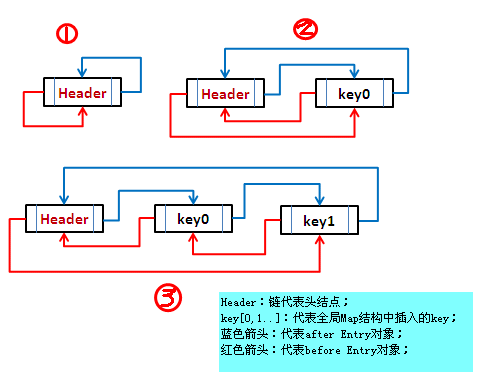 ①
②
Header
Header
key0
Header
key0
key1
③
Header：链代表头结点；
key[0,1..]：代表全局Map结构中插入的key；
蓝色箭头：代表after Entry对象；
红色箭头：代表before Entry对象；